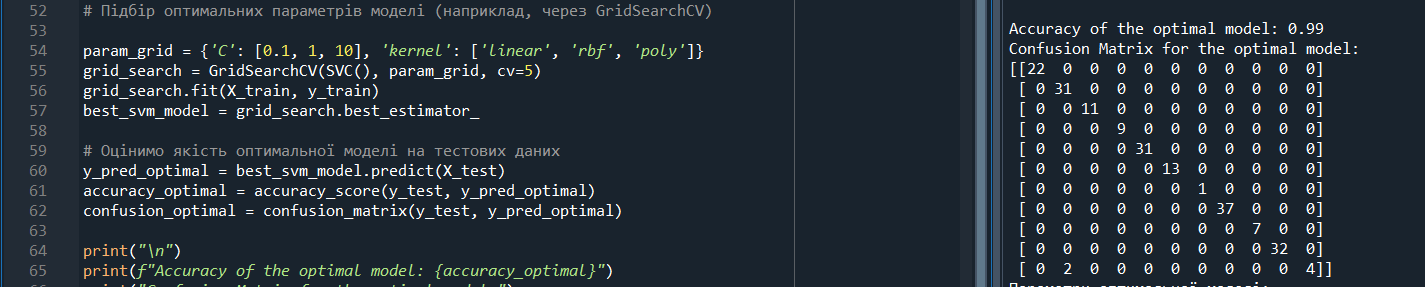 52 # Підбір оптимальних параметрів моделі (наприклад, через GridSearchCV)
53
54 param_grid = {'C': [0.1, 1, 10], 'kernel': ['linear', 'rbf', 'poly']}
55 grid_search = GridSearchCV(SVC(), param_grid, cv=5)
56 grid_search.fit(X_train, y_train)
57 best_svm_model = grid_search.best_estimator_
58
59 # Оцінимо якість оптимальної моделі на тестових даних
60 y_pred_optimal = best_svm_model.predict(X_test)
61 accuracy_optimal = accuracy_score(y_test, y_pred_optimal)
62 confusion_optimal = confusion_matrix(y_test, y_pred_optimal)
63
64 print("\n")
65 print(f"Accuracy of the optimal model: {accuracy_optimal}")
Accuracy of the optimal model: 0.99
Confusion Matrix for the optimal model:
[[22 0 0 0 0 0 0 0 0 0 0]
[ 0 31 0 0 0 0 0 0 0 0 0]
[ 0 0 11 0 0 0 0 0 0 0 0]
[ 0 0 0 9 0 0 0 0 0 0 0]
[ 0 0 0 0 31 0 0 0 0 0 0]
[ 0 0 0 0 0 13 0 0 0 0 0]
[ 0 0 0 0 0 0 1 0 0 0 0]
[ 0 0 0 0 0 0 0 37 0 0 0]
[ 0 0 0 0 0 0 0 0 7 0 0]
[ 0 0 0 0 0 0 0 0 0 32 0]
[ 0 2 0 0 0 0 0 0 0 0 4]]